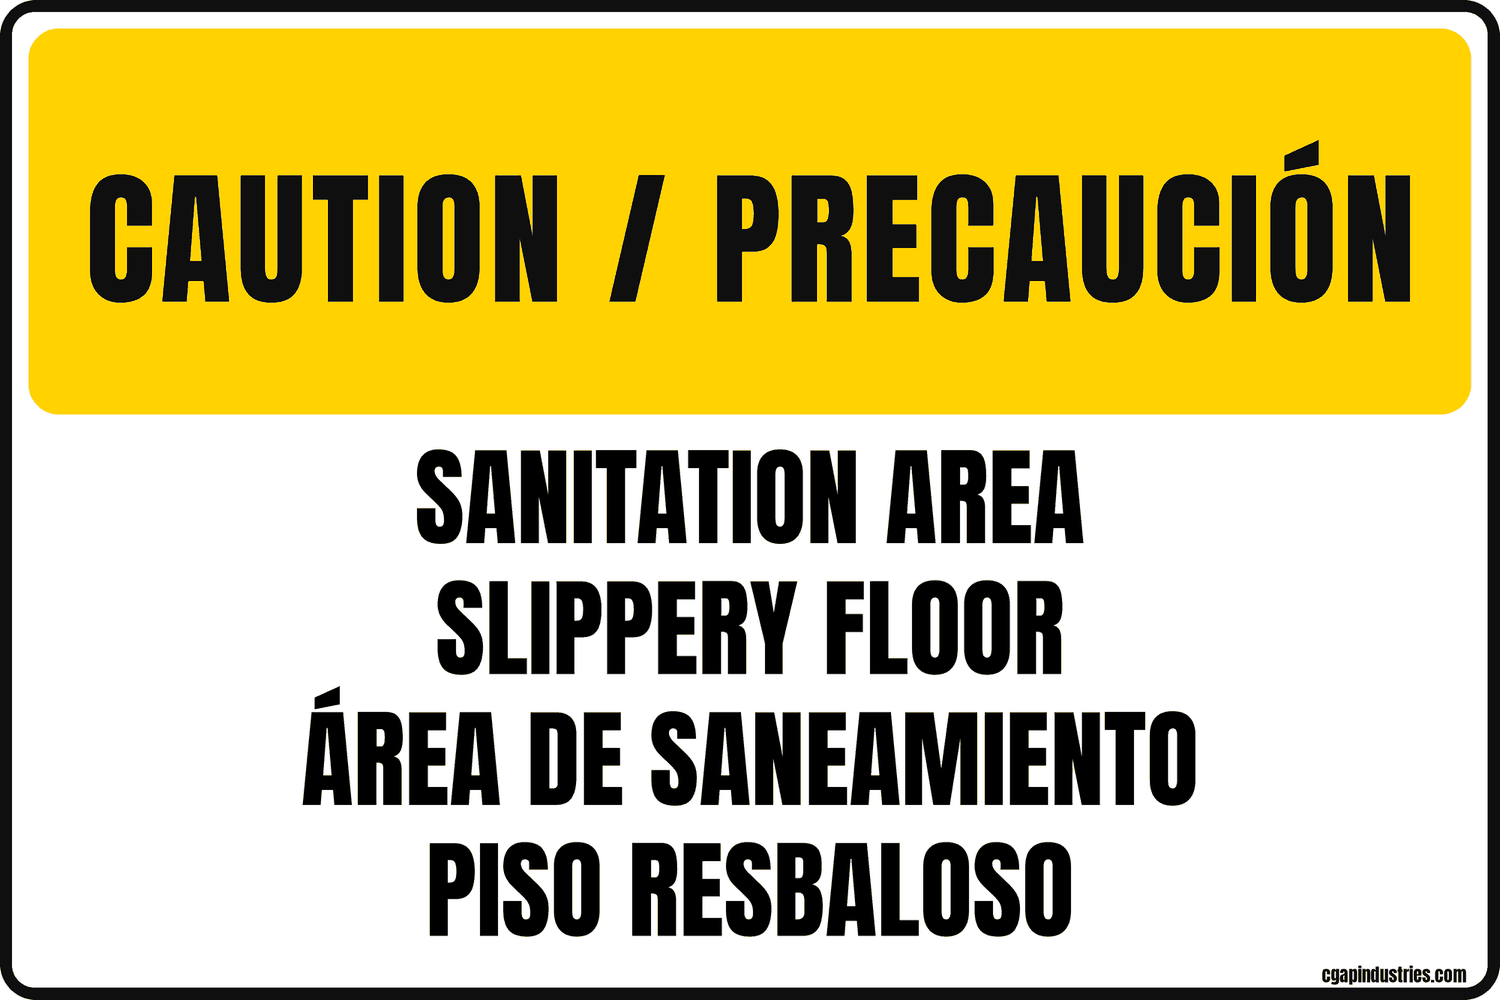 CAUTION / PRECAUCIÓN
SANITATION AREA
SLIPPERY FLOOR
ÁREA DE SANEAMIENTO
PISO RESBALOSO
cgapindustries.com